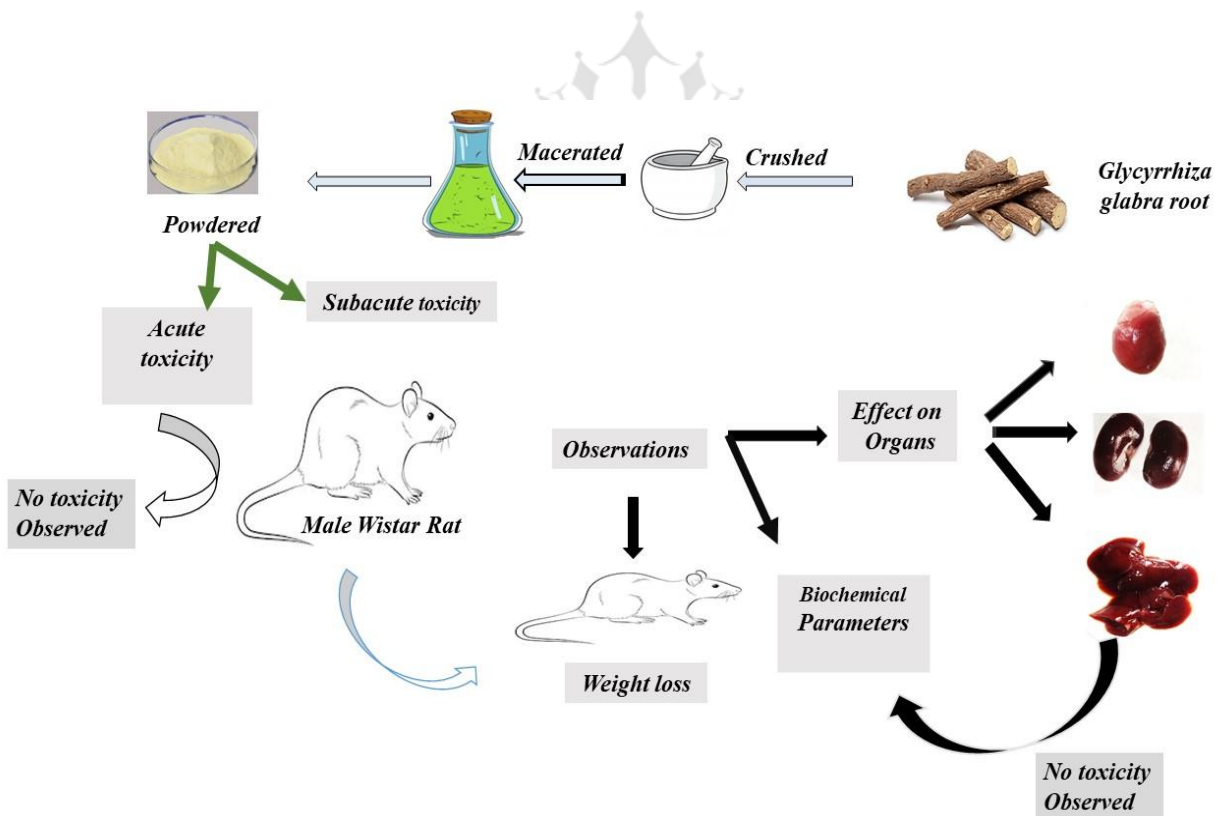 Macerated
Crushed
Glycyrrhiza
glabra root
Powdered
Subacute toxicity
Acute
toxicity
Effect on
Organs
Observations
No toxicity
Observed
Male Wistar Rat
Biochemical
Parameters
Weight loss
No toxicity
Observed